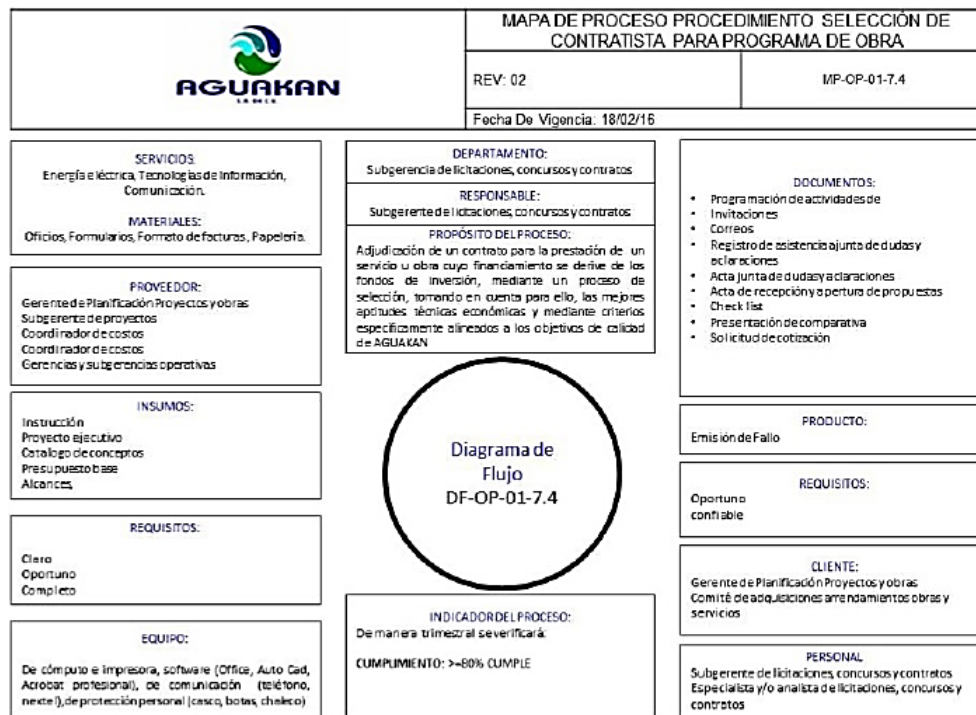 AGUAKAN
MAPA DE PROCESO PROCEDIMIENTO SELECCIÓN DE
CONTRATISTA PARA PROGRAMA DE OBRA
REV: 02
MP-OP-01-7.4
Fecha De Vigencia: 18/02/16
SERVICIOS:
Energía eléctrica, Tecnologías de Información,
Comunicación.
MATERIALES:
Oficios, Formularios, Formato de facturas, Papelería.
PROVEEDOR:
Gerente de Planificación Proyectos y obras
Subgerente de proyectos
Coordinador de costos
Coordinador de costos
Gerencias y subgerencias operativas
INSUMOS:
Instrucción
Proyecto ejecutivo
Catalogo de conceptos
Presupuesto base
Alcances,
REQUISITOS:
Claro
Oportuno
Completo
EQUIPO:
De cómputo e impresora, software (Office, Auto Cad,
Acrobat profesional), de comunicación (teléfono,
nextel), de protección personal (casco, botas, chaleco)
DEPARTAMENTO:
Subgerencia de licitaciones, concursos y contratos
RESPONSABLE:
Subgerente de licitaciones, concursos y contratos
PROPÓSITO DEL PROCESO:
Adjudicación de un contrato para la prestación de un
servicio u obra cuyo financiamiento se derive de los
fondos de inversión, mediante un proceso de
selección, tomando en cuenta para ello, las mejores
aptitudes técnicas económicas y mediante criterios
específicamente alineados a los objetivos de calidad
de AGUAKAN
Diagrama de
Flujo
DF-OP-01-7.4
INDICADOR DEL PROCESO:
De manera trimestral se verificará:
CUMPLIMIENTO: >=80% CUMPLE
DOCUMENTOS:
• Programación de actividades de
• Invitaciones
• Correos
• Registro de asistencia junta de dudas y
aclaraciones
• Acta junta de dudas y aclaraciones
• Acta de recepción y apertura de propuestas
• Check list
• Presentación de comparativa
• Solicitud de cotización
PRODUCTO:
Emisión de Fallo
REQUISITOS:
Oportuno
confiable
CLIENTE:
Gerente de Planificación Proyectos y obras
Comité de adquisiciones arrendamientos obras y
servicios
PERSONAL
Subgerente de licitaciones, concursos y contratos
Especialista y/o analista de licitaciones, concursos y
contratos